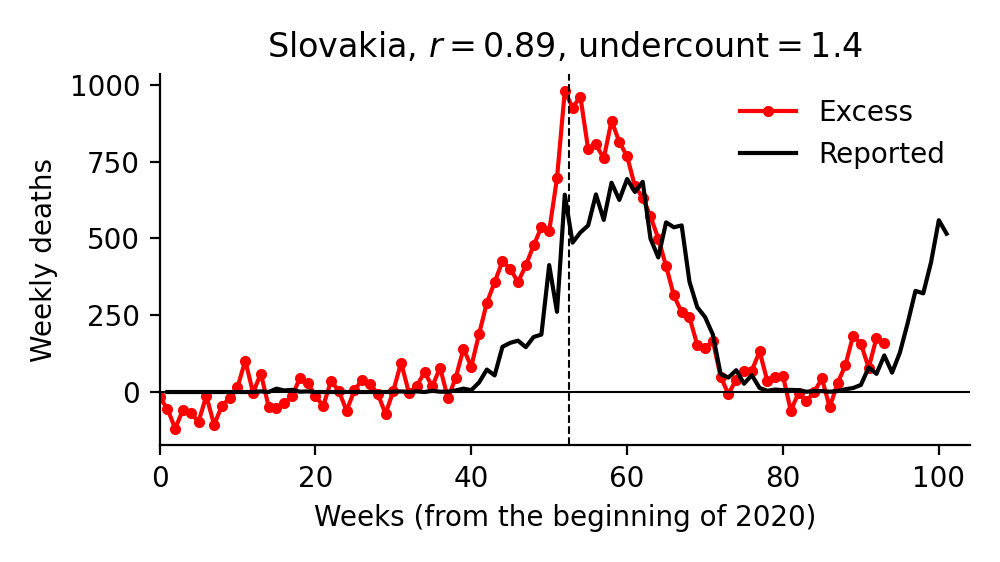 Slovakia, r = 0.89, undercount = 1.4
1000
750
500
250
0
Weekly deaths
Excess
Reported
0 20 40 60 80 100
Weeks (from the beginning of 2020)